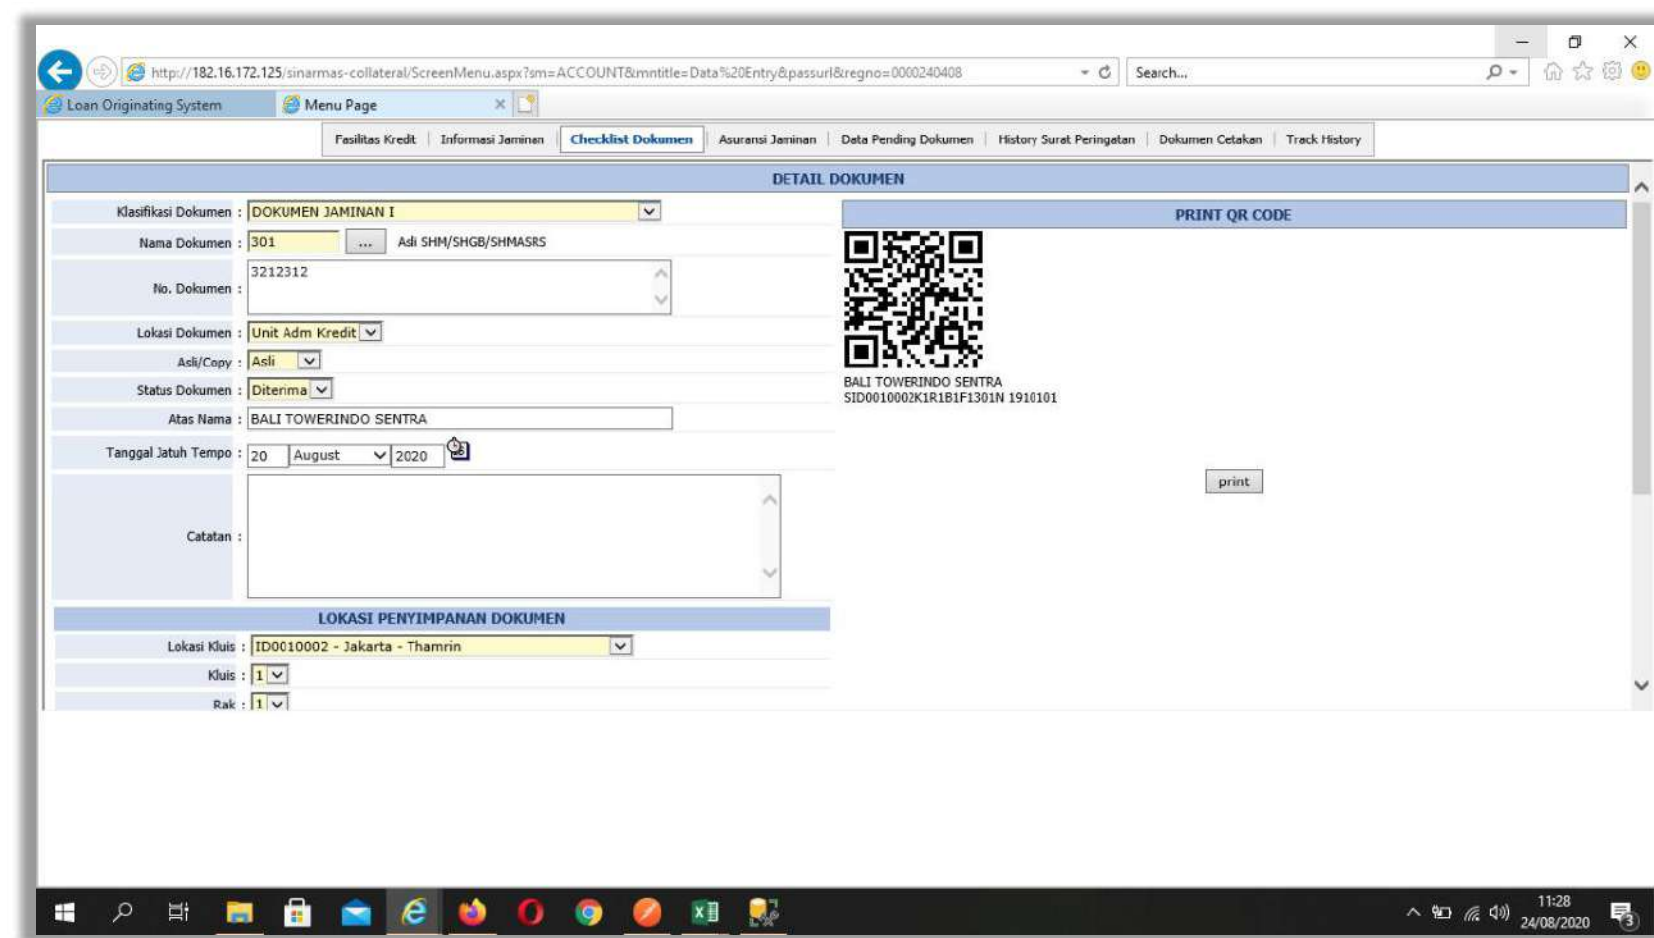 http://182.16.172.125/sinarmas-collateral/ScreenMenu.aspx?sm=ACCOUNT&mntitle=Data%20Entry&passurl&regno=0000240408
Search...
Loan Originating System
Menu Page
Fasilitas Kredit | Informasi Jaminan | Checklist Dokumen | Asuransi Jaminan | Data Pending Dokumen | History Surat Peringatan | Dokumen Cetakan | Track History
DETAIL DOKUMEN
Klasifikasi Dokumen : DOKUMEN JAMINAN I
Nama Dokumen : 301 ... Asli SHM/SHGB/SHMASRS
No. Dokumen : 3212312
Lokasi Dokumen : Unit Adm Kredit
Asli/Copy : Asli
Status Dokumen : Diterima
Atas Nama : BALI TOWERINDO SENTRA
Tanggal Jatuh Tempo : 20 August 2020
Catatan :
PRINT QR CODE
BALI TOWERINDO SENTRA
SID0010002K1R1B1F1301N 1910101
print
LOKASI PENYIMPANAN DOKUMEN
Lokasi Kluis : ID0010002 - Jakarta - Thamrin
Kluis : 1
Rak : 1
11:28
24/08/2020
3